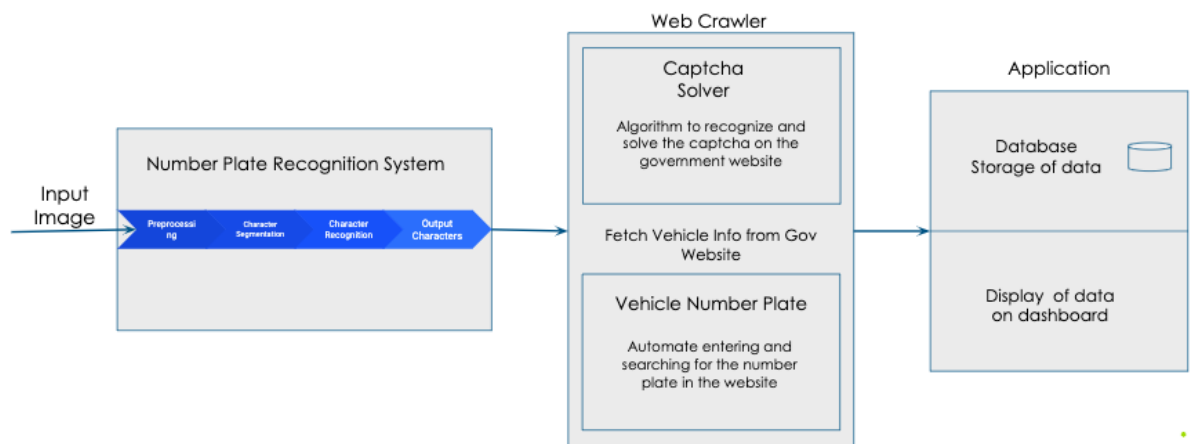 Input
Image
Number Plate Recognition System
Preprocessi
ng
Character
Segmentation
Character
Recognition
Output
Characters
Web Crawler
Captcha
Solver
Algorithm to recognize and
solve the captcha on the
government website
Fetch Vehicle Info from Gov
Website
Vehicle Number Plate
Automate entering and
searching for the number
plate in the website
Application
Database
Storage of data
Display of data
on dashboard